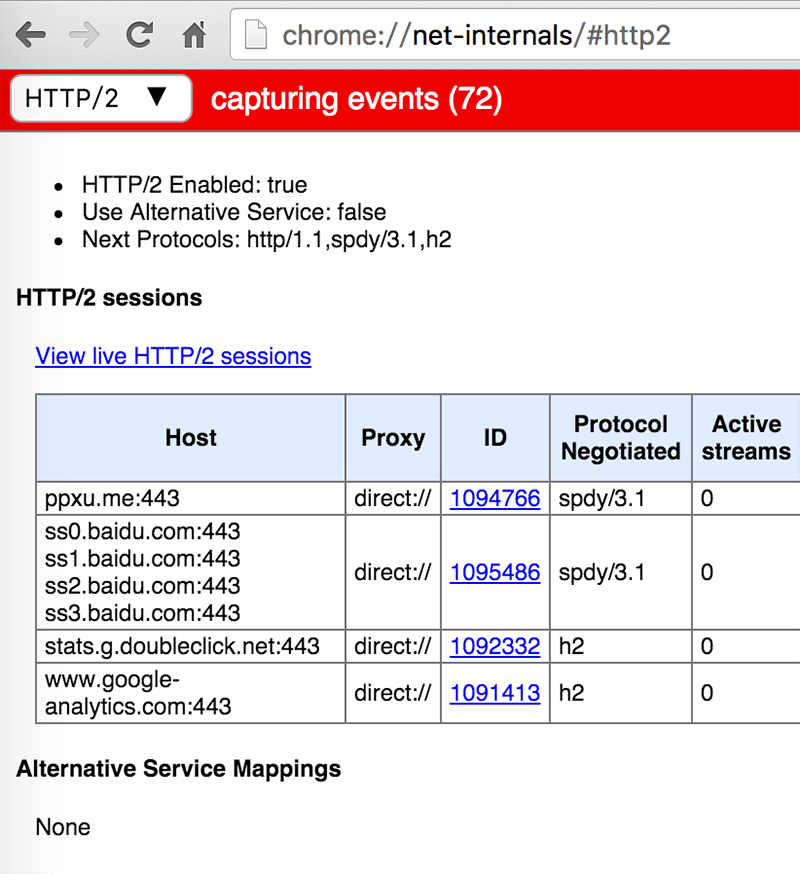 chrome://net-internals/#http2
HTTP/2 ▼ capturing events (72)
• HTTP/2 Enabled: true
• Use Alternative Service: false
• Next Protocols: http/1.1,spdy/3.1,h2
HTTP/2 sessions
View live HTTP/2 sessions
Host Proxy ID Protocol Negotiated Active streams
ppxu.me:443 direct:// 1094766 spdy/3.1 0
ss0.baidu.com:443
ss1.baidu.com:443
ss2.baidu.com:443
ss3.baidu.com:443
direct:// 1095486 spdy/3.1 0
stats.g.doubleclick.net:443 direct:// 1092332 h2 0
www.google-
analytics.com:443
direct:// 1091413 h2 0
Alternative Service Mappings
None